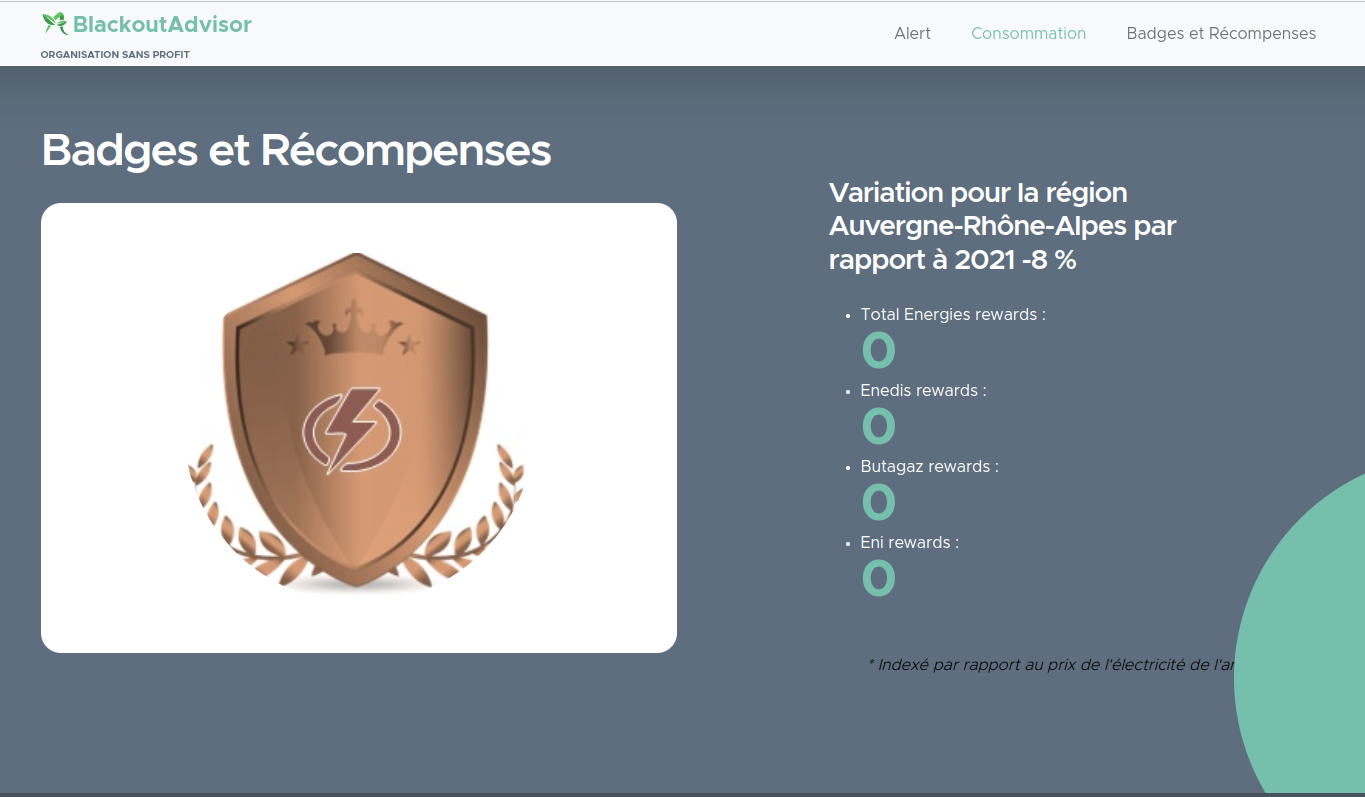 BlackoutAdvisor
ORGANISATION SANS PROFIT
Alert Consommation Badges et Récompenses
Badges et Récompenses
Variation pour la région
Auvergne-Rhône-Alpes par
rapport à 2021 -8 %
Total Energies rewards :
0
Enedis rewards :
0
Butagaz rewards :
0
Eni rewards :
0
* Indexé par rapport au prix de l'électricité de